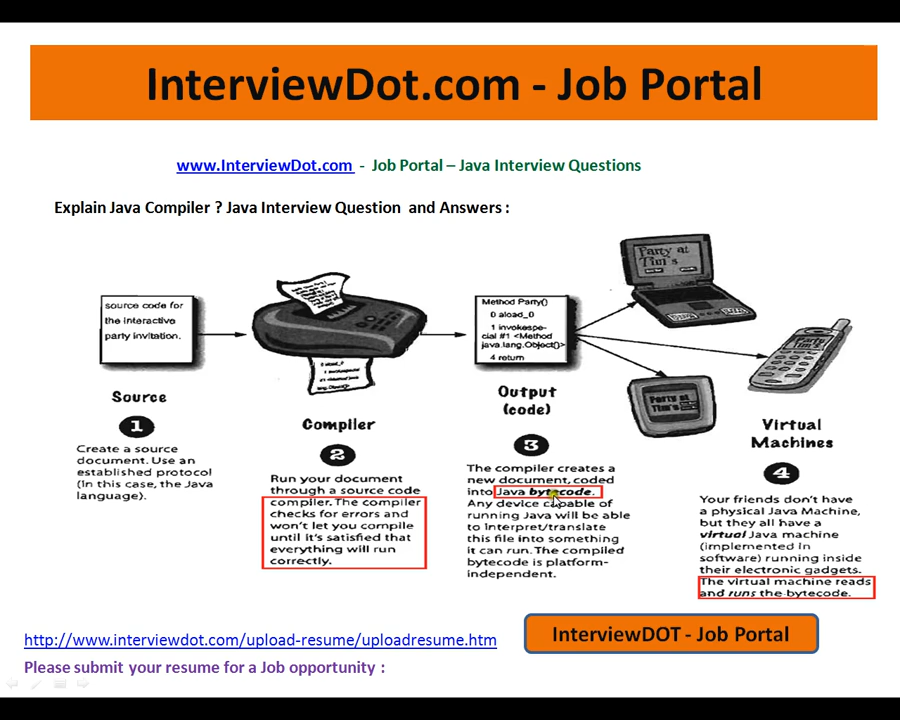 InterviewDot.com - Job Portal
www.InterviewDot.com - Job Portal – Java Interview Questions
Explain Java Compiler ? Java Interview Question and Answers :
source code for
the interactive
party invitation.
Source
1
Create a source
document. Use an
established protocol
(in this case, the Java
language).
Compiler
2
Run your document
through a source code
compiler. The compiler
checks for errors and
won't let you compile
until it's satisfied that
everything will run
correctly.
Method Party()
0 aload_0
1 invokespe-
cial #1 <Method
java.lang.Object()>
4 return
Output
(code)
3
The compiler creates a
new document, coded
into Java bytecode.
Any device capable of
running Java will be able
to interpret/translate
this file into something
it can run. The compiled
bytecode is platform-
independent.
Party at
Tim's
Party at
Tim's
Virtual
Machines
4
Your friends don't have
a physical Java Machine,
but they all have a
virtual Java machine
(implemented in
software) running inside
their electronic gadgets.
The virtual machine reads
and runs the bytecode.
http://www.interviewdot.com/upload-resume/uploadresume.htm
InterviewDOT - Job Portal
Please submit your resume for a Job opportunity :